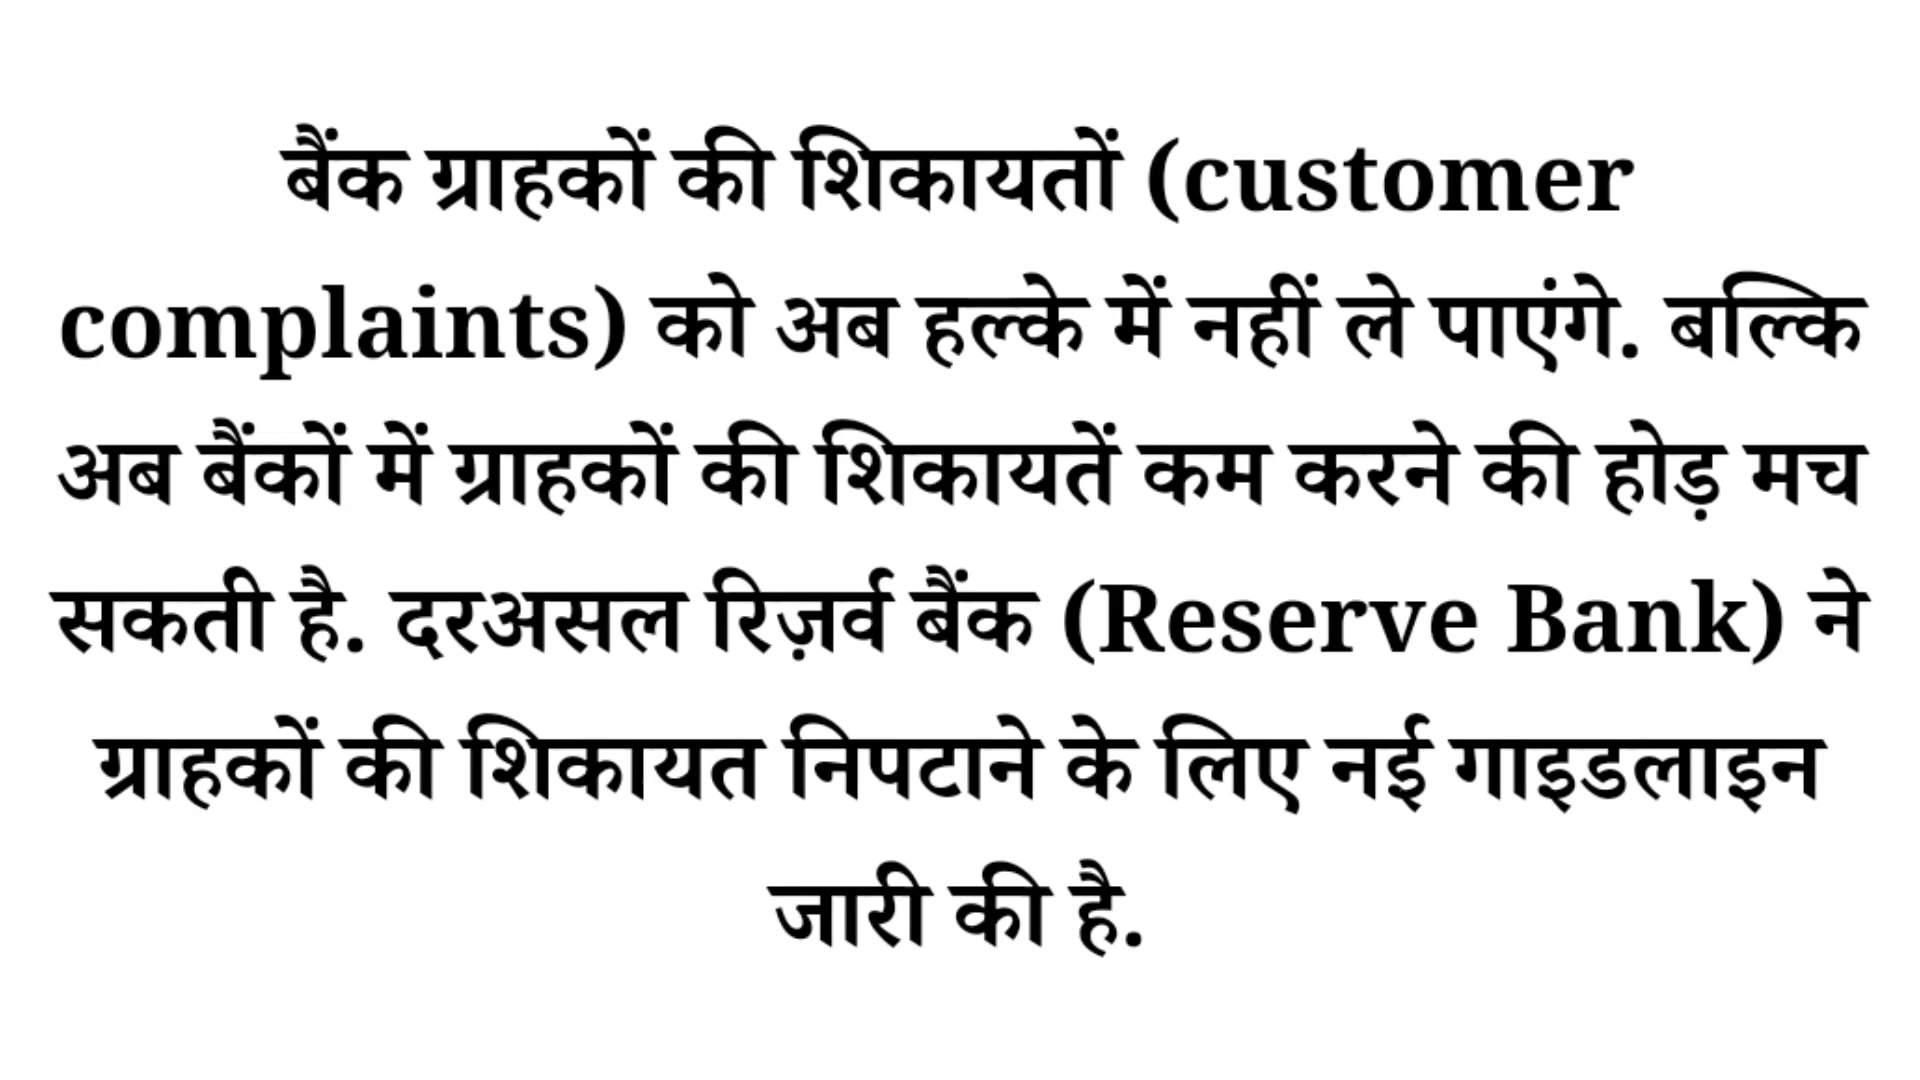 बैंक ग्राहकों की शिकायतों (customer
complaints) को अब हल्के में नहीं ले पाएंगे. बल्कि
अब बैंकों में ग्राहकों की शिकायतें कम करने की होड़ मच
सकती है. दरअसल रिज़र्व बैंक (Reserve Bank) ने
ग्राहकों की शिकायत निपटाने के लिए नई गाइडलाइन
जारी की है.